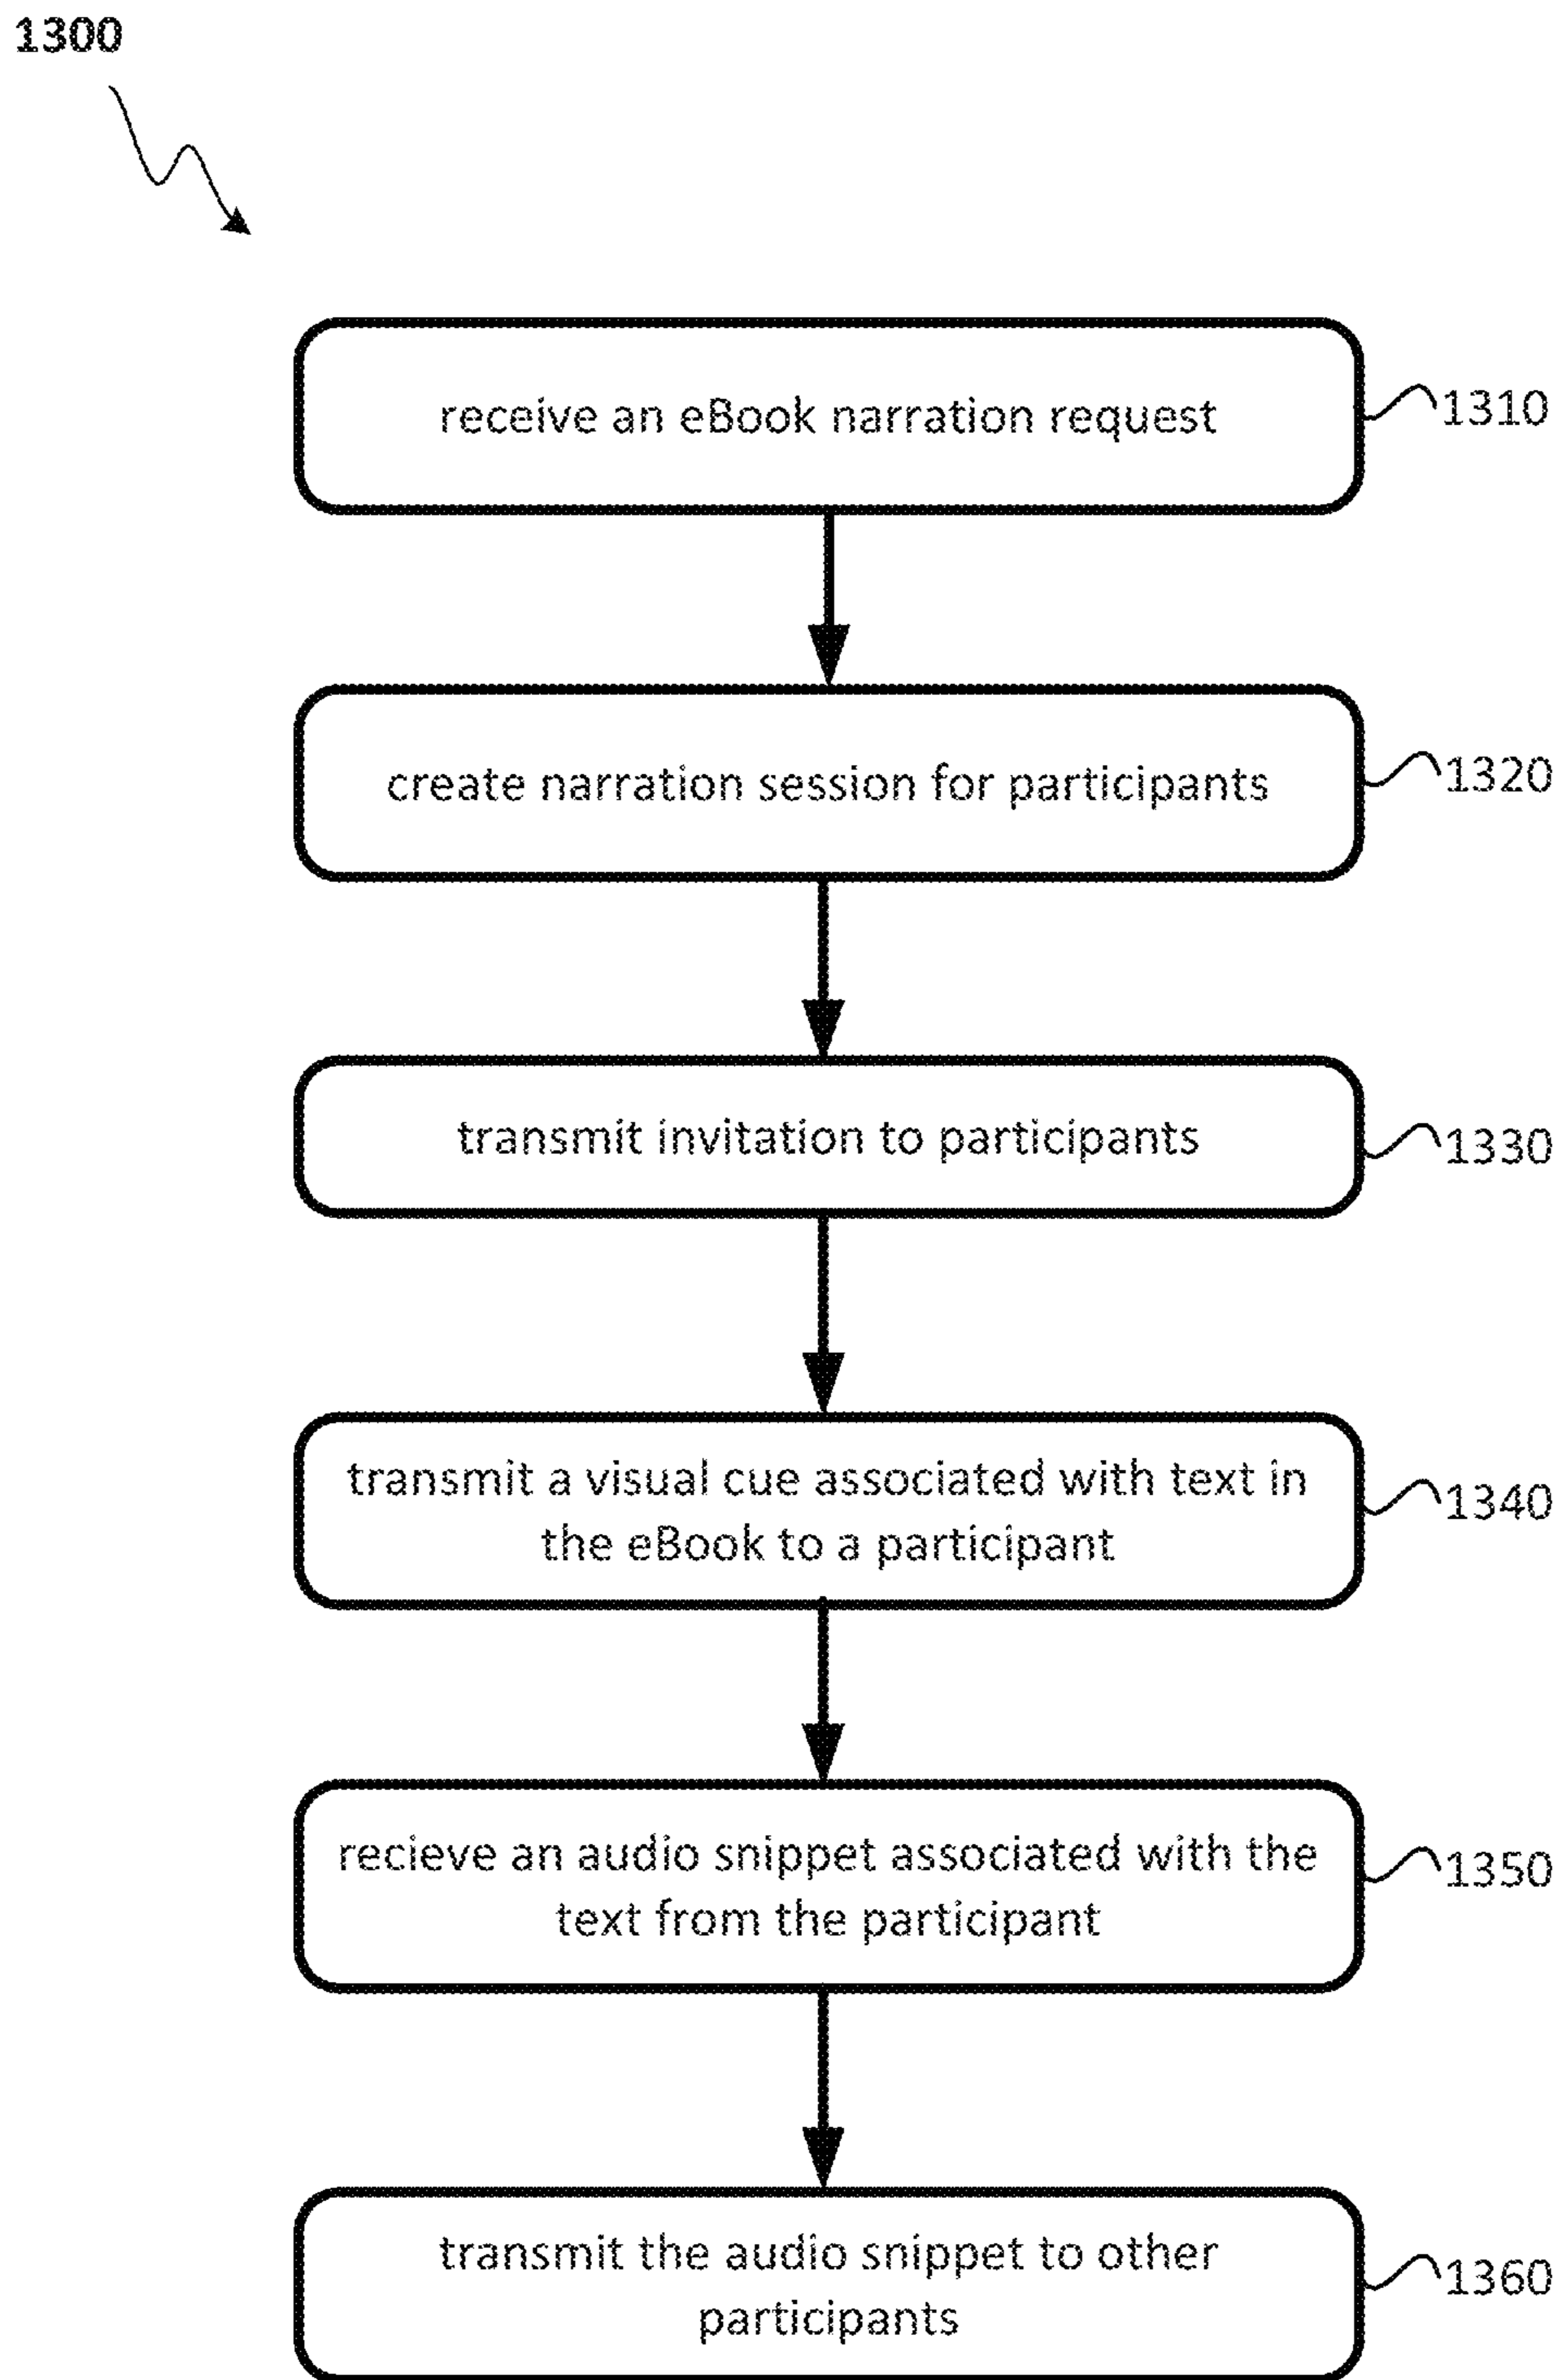 1300
receive an eBook narration request
1310
create narration session for participants
1320
transmit invitation to participants
1330
transmit a visual cue associated with text in
the eBook to a participant
1340
recieve an audio snippet associated with the
text from the participant
1350
transmit the audio snippet to other
participants
1360